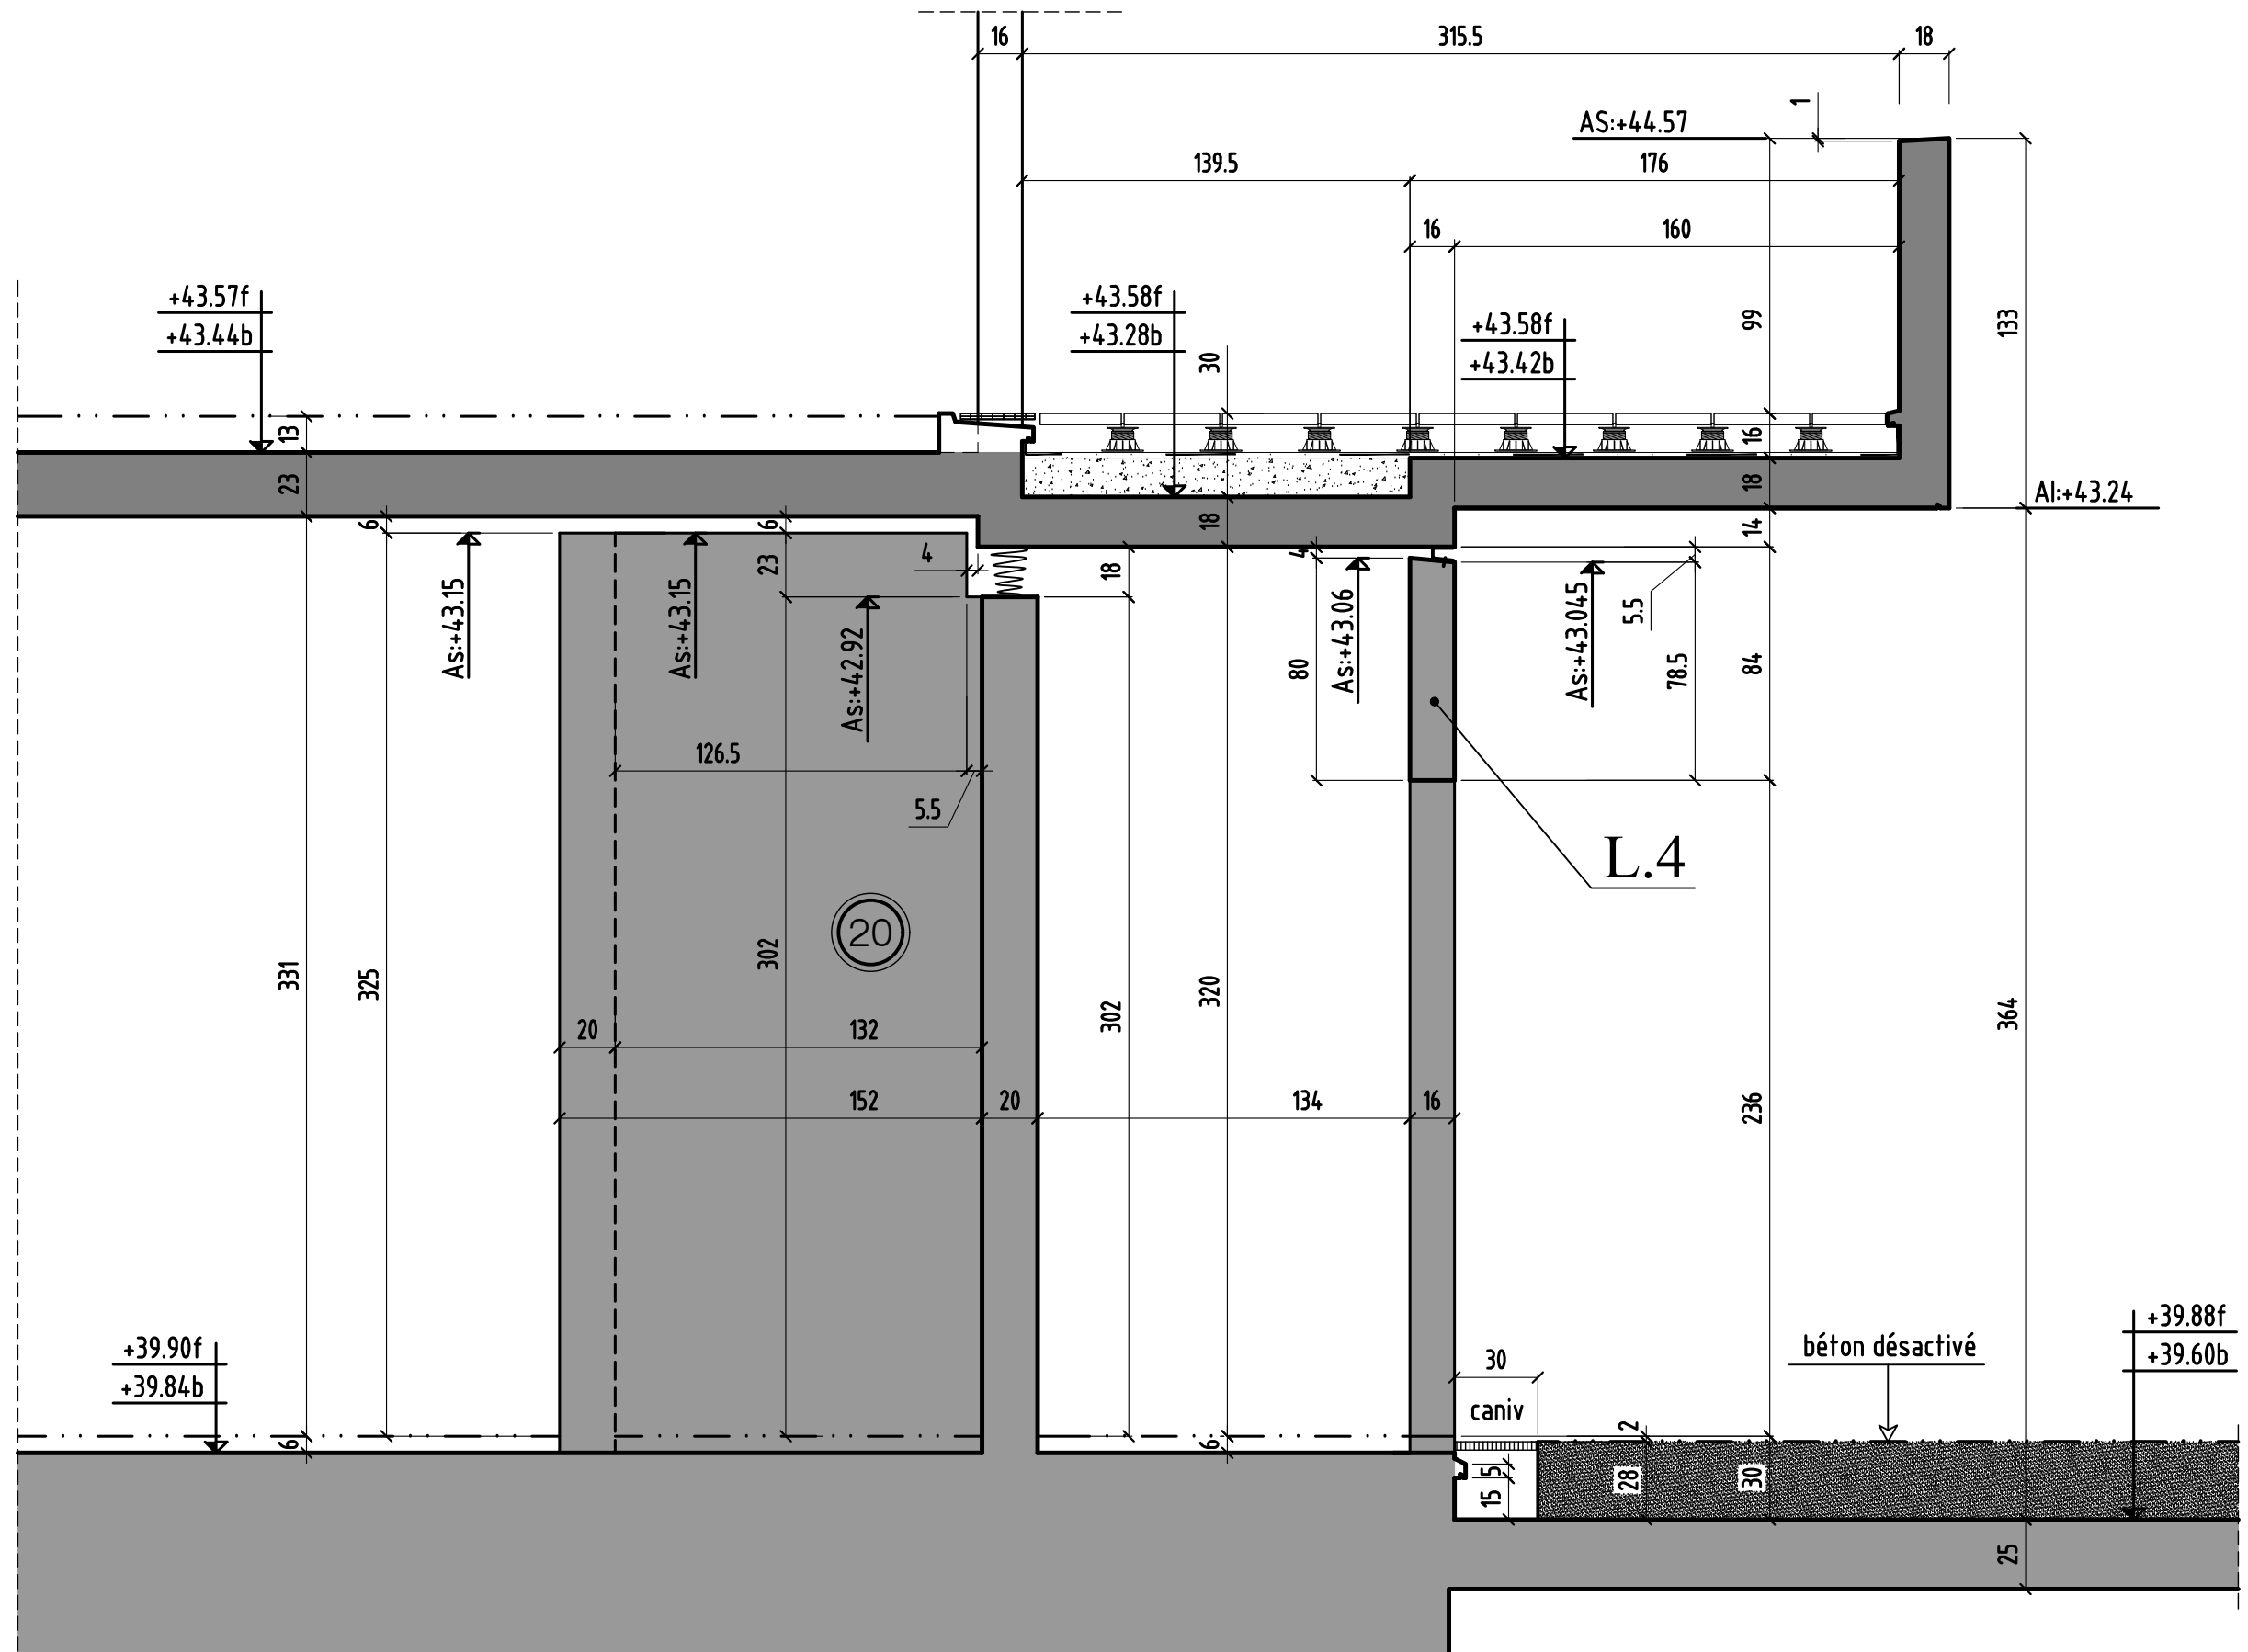 16 315.5 18
1
AS:+44.57
139.5 176
16 160
+43.57f
+43.44b
+43.58f
+43.28b
+43.58f
+43.42b
30
99
133
13
16
23
18
AI:+43.24
6
6
18
14
4
4
23
18
As:+43.15
As:+43.15
As:+42.92
As:+43.06
As:+43.045
5.5
80
78.5
84
126.5
5.5
L.4
20
331
325
302
302
320
364
20 132
152 20 134 16
236
+39.90f
+39.84b
+39.88f
+39.60b
béton désactivé
30
caniv
2
6
6
5
15
28
30
25